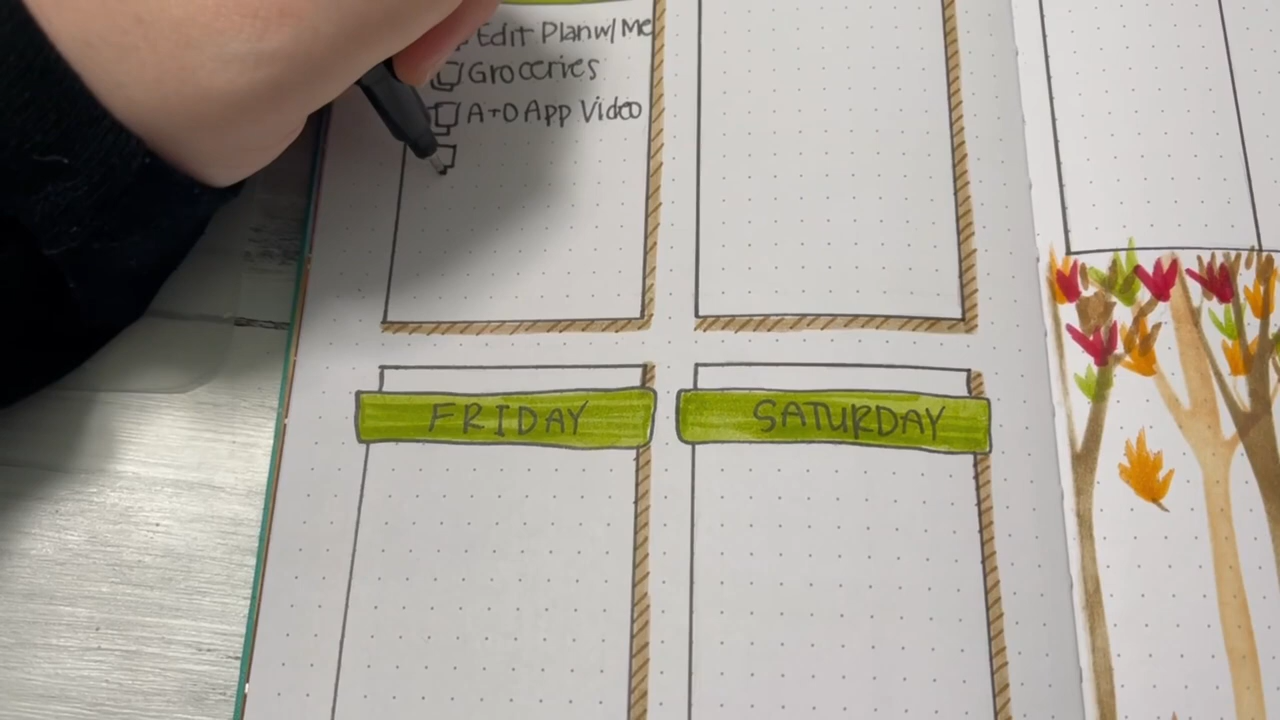 Edit Plan w/ Me
Groceries
A+O App Video
FRIDAY
SATURDAY